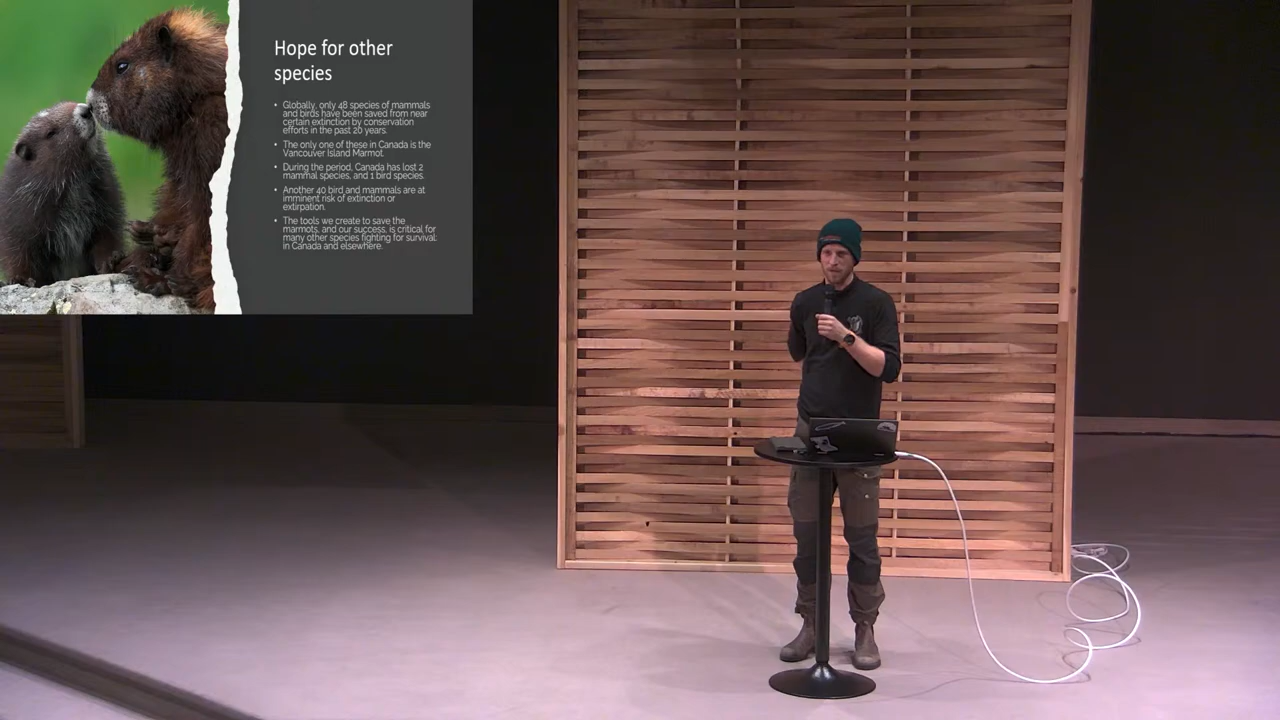 Hope for other
species
• Globally, only 48 species of mammals
and birds have been saved from near
certain extinction by conservation
efforts in the past 20 years.
• The only one of these in Canada is the
Vancouver Island Marmot.
• During the period, Canada has lost 2
mammal species, and 1 bird species.
• Another 40 bird and mammals are at
imminent risk of extinction or
extirpation.
• The tools we create to save the
marmots, and our success, is critical for
many other species fighting for survival;
in Canada and elsewhere.